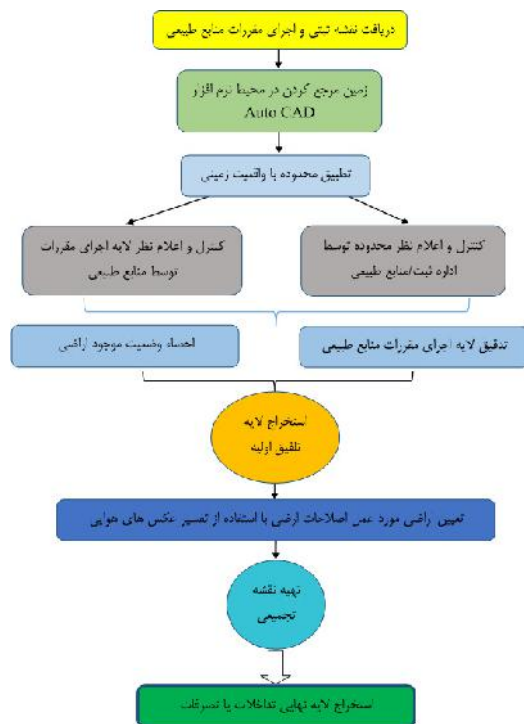 دریافت نقشه ثبتی و اجرای مقررات منابع طبیعی
زمین مرجع کردن در محیط نرم افزار
Auto CAD
تطبیق محدوده با واقعیت زمینی
کنترل و اعلام نظر محدوده توسط
اداره ثبت/منابع طبیعی
کنترل و اعلام نظر لایه اجرای مقررات
توسط منابع طبیعی
تدقیق لایه اجرای مقررات منابع طبیعی
احصاء وضعیت موجود اراضی
استخراج لایه
تلفیق اولیه
تعیین اراضی مورد عمل اصلاحات ارضی با استفاده از تفسیر عکس های هوایی
تهیه نقشه
تجمیعی
استخراج لایه نهایی تداخلات یا تصرفات